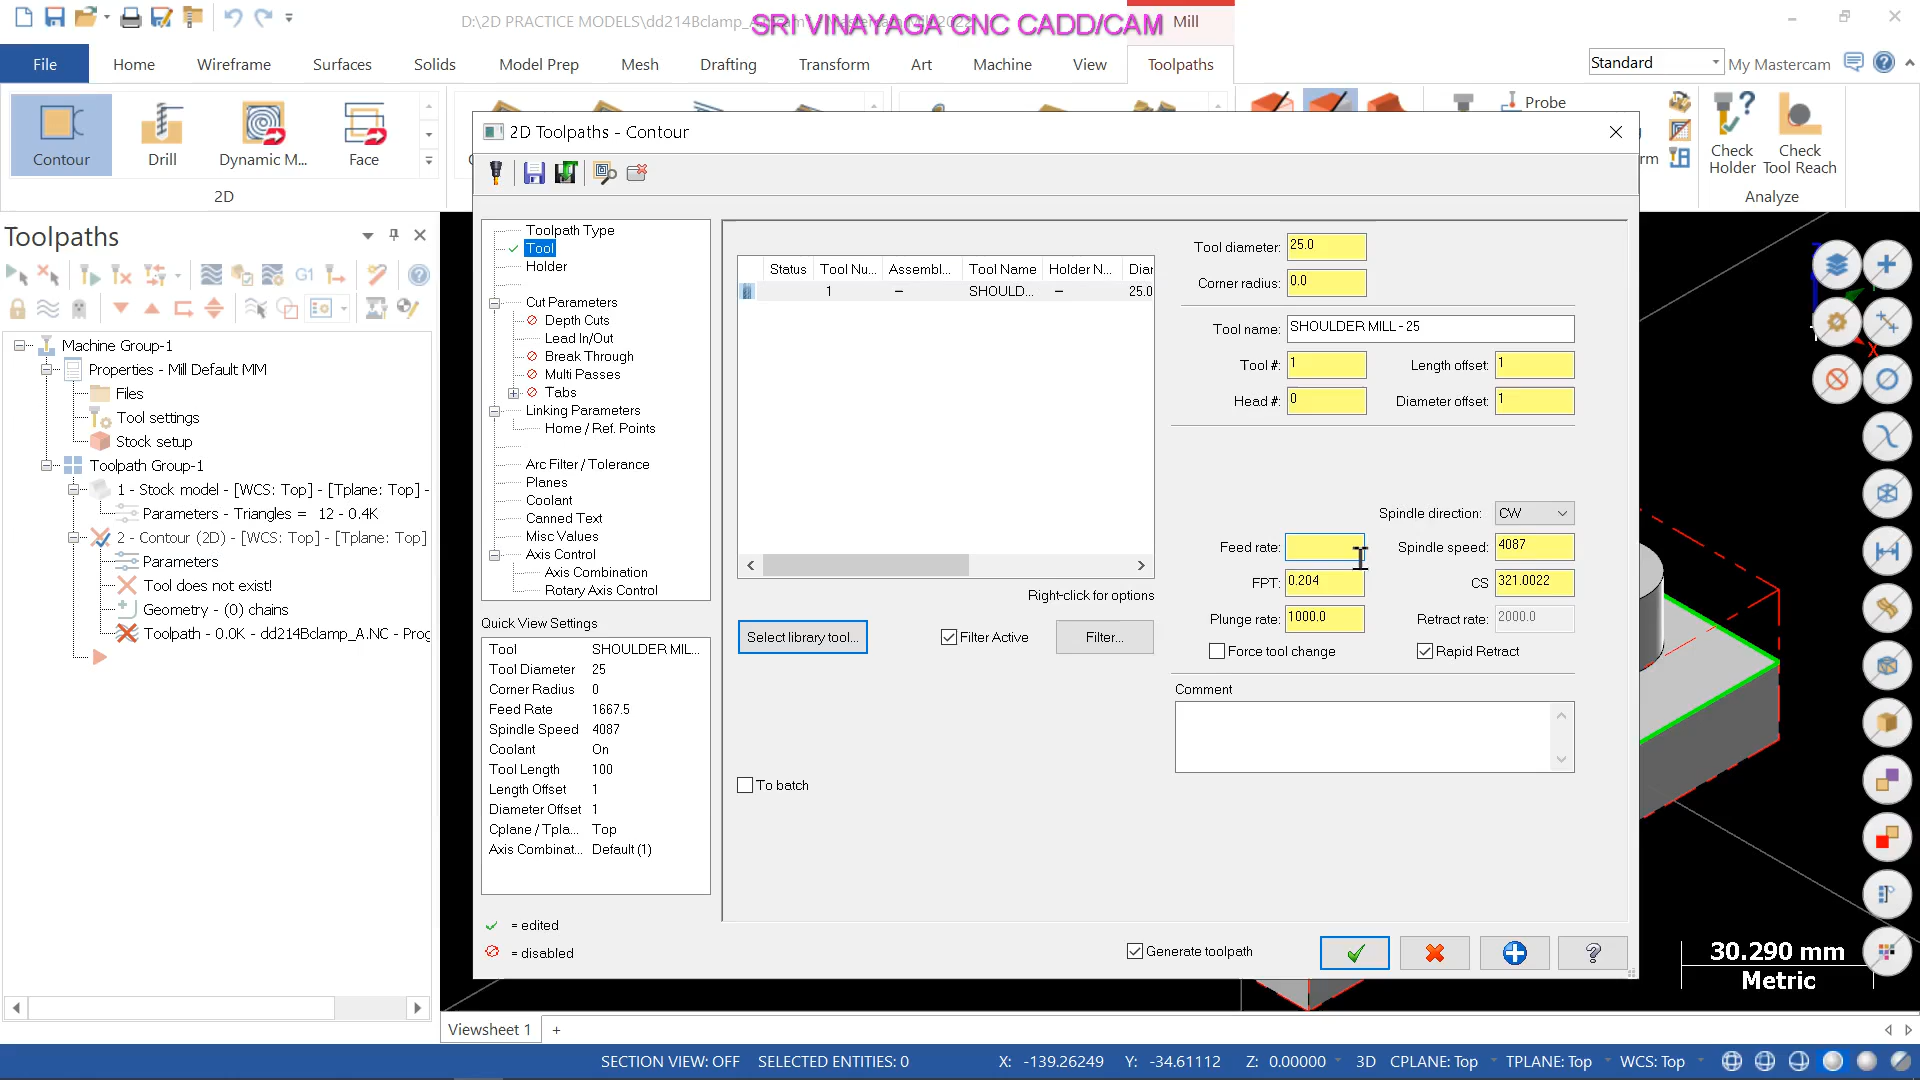 SRI VINAYAGA CNC CADD/CAM
Mill
File
Home
Wireframe
Surfaces
Solids
Model Prep
Mesh
Drafting
Transform
Art
Machine
View
Toolpaths
Standard
My Mastercam
Contour
Drill
Dynamic M...
Face
2D
Probe
Check Holder
Check Tool Reach
Analyze
Toolpaths
Machine Group-1
Properties - Mill Default MM
Files
Tool settings
Stock setup
Toolpath Group-1
1 - Stock model - [WCS: Top] - [Tplane: Top] -
Parameters - Triangles = 12 - 0.4K
2 - Contour (2D) - [WCS: Top] - [Tplane: Top]
Parameters
Tool does not exist!
Geometry - (0) chains
Toolpath - 0.0K - dd214Bclamp_A.NC - Prog
2D Toolpaths - Contour
Toolpath Type
Tool
Holder
Cut Parameters
Depth Cuts
Lead In/Out
Break Through
Multi Passes
Tabs
Linking Parameters
Home / Ref. Points
Arc Filter / Tolerance
Planes
Coolant
Canned Text
Misc Values
Axis Control
Axis Combination
Rotary Axis Control
Quick View Settings
Tool SHOULDER MIL...
Tool Diameter 25
Corner Radius 0
Feed Rate 1667.5
Spindle Speed 4087
Coolant On
Tool Length 100
Length Offset 1
Diameter Offset 1
Cplane / Tpla... Top
Axis Combinat... Default (1)
= edited
= disabled
Status Tool Nu... Assembl... Tool Name Holder N... Diar
1 – SHOULD... – 25.0
Right-click for options
Select library tool...
Filter Active
Filter...
To batch
Tool diameter: 25.0
Corner radius: 0.0
Tool name: SHOULDER MILL - 25
Tool #: 1 Length offset: 1
Head #: 0 Diameter offset: 1
Spindle direction: CW
Feed rate: Spindle speed: 4087
FPT: 0.204 CS 321.0022
Plunge rate: 1000.0 Retract rate: 2000.0
Force tool change Rapid Retract
Comment
Generate toolpath
30.290 mm
Metric
Viewsheet 1 +
SECTION VIEW: OFF SELECTED ENTITIES: 0 X: -139.26249 Y: -34.61112 Z: 0.00000 3D CPLANE: Top TPLANE: Top WCS: Top